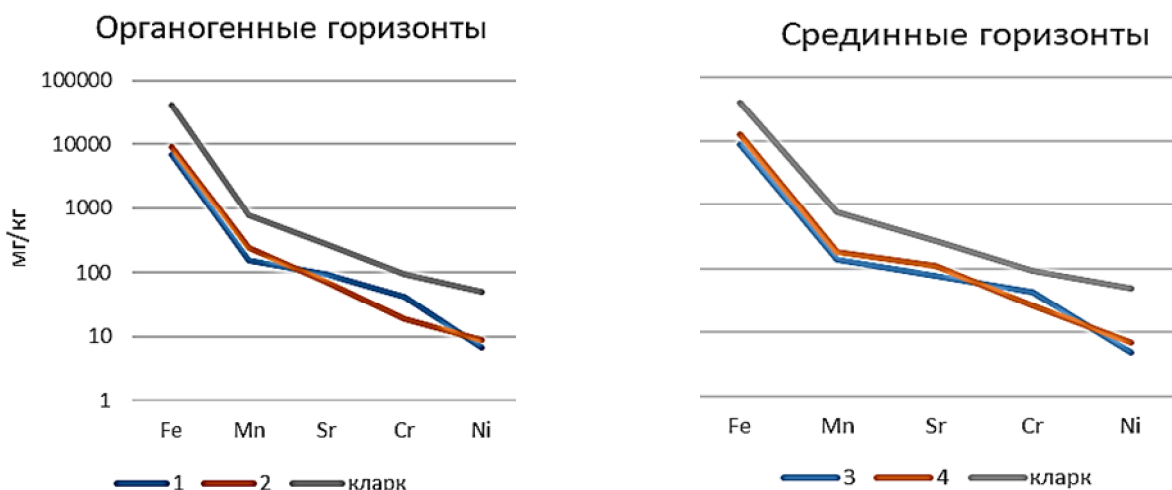 Органогенные горизонты
мг/кг
100000
10000
1000
100
10
1
Fe Mn Sr Cr Ni
1 2 кларк
Срединные горизонты
Fe Mn Sr Cr Ni
3 4 кларк